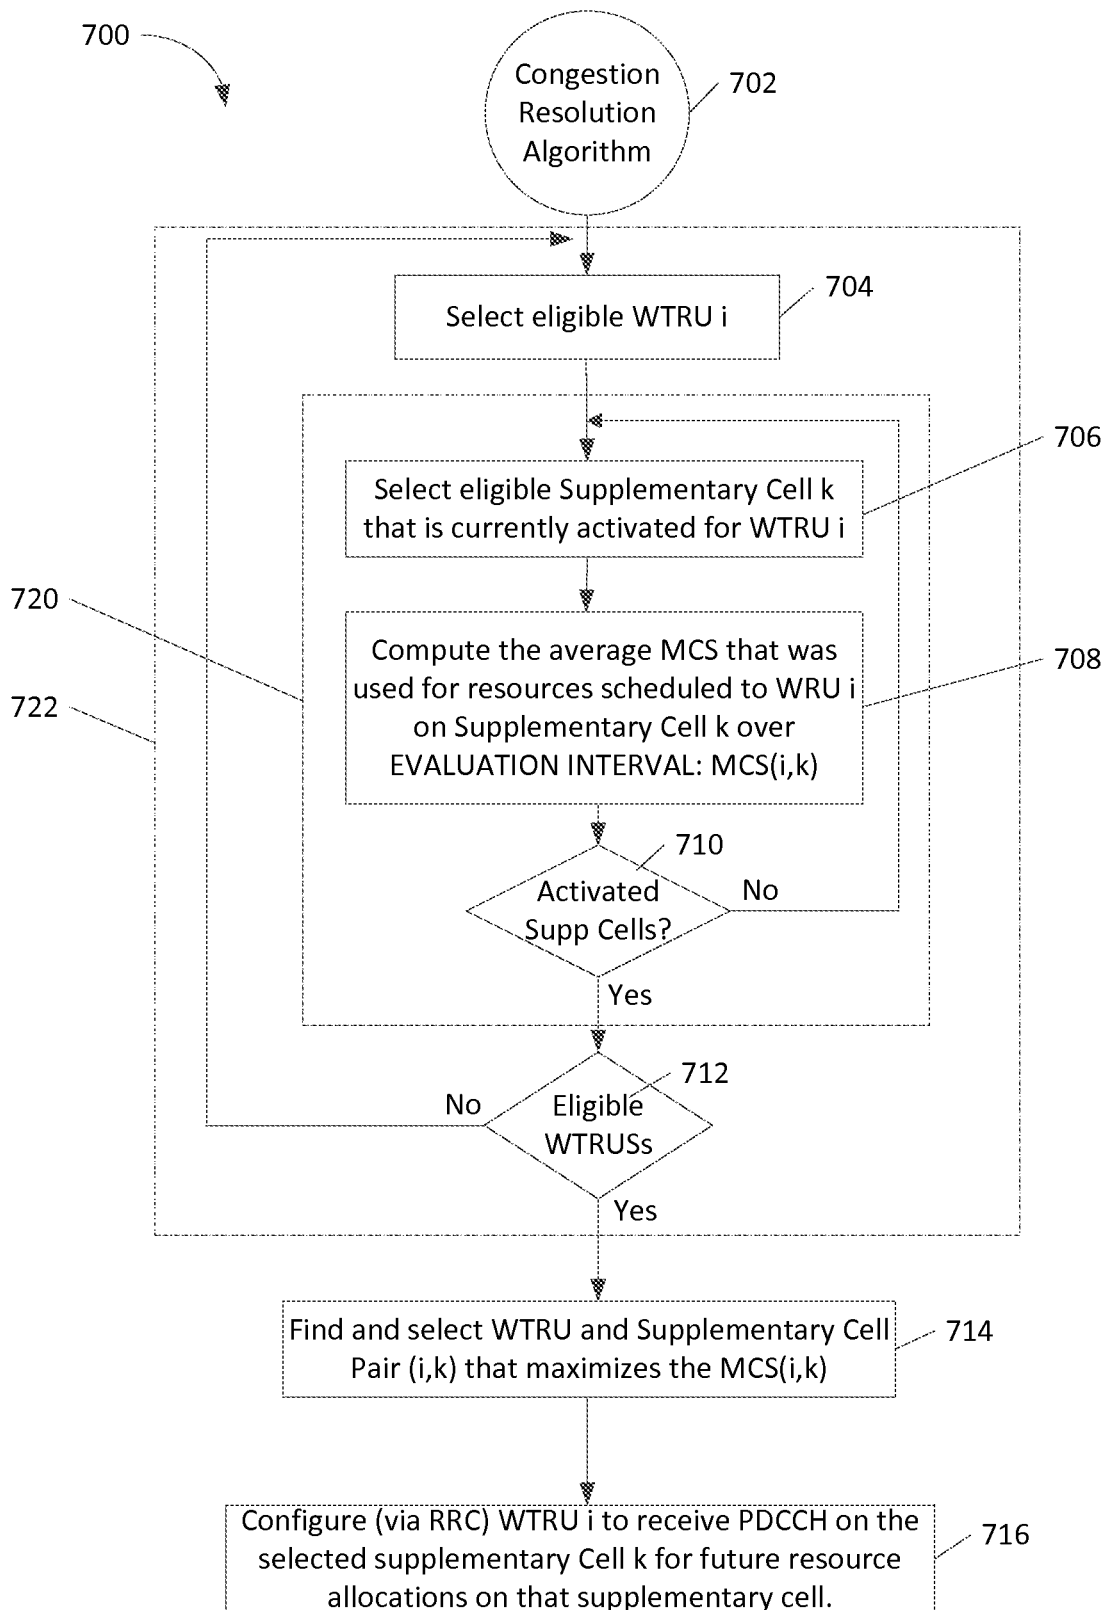 700
Congestion
Resolution
Algorithm
702
Select eligible WTRU i
704
706
Select eligible Supplementary Cell k
that is currently activated for WTRU i
720
722
Compute the average MCS that was
used for resources scheduled to WRU i
on Supplementary Cell k over
EVALUATION INTERVAL: MCS(i,k)
708
710
Activated
Supp Cells?
No
Yes
712
No
Eligible
WTRUSs
Yes
Find and select WTRU and Supplementary Cell
Pair (i,k) that maximizes the MCS(i,k)
714
Configure (via RRC) WTRU i to receive PDCCH on the
selected supplementary Cell k for future resource
allocations on that supplementary cell.
716